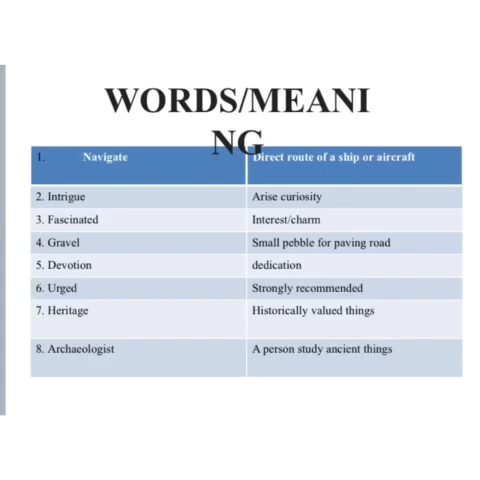 WORDS/MEANI
NG
1. Navigate Direct route of a ship or aircraft
2. Intrigue Arise curiosity
3. Fascinated Interest/charm
4. Gravel Small pebble for paving road
5. Devotion dedication
6. Urged Strongly recommended
7. Heritage Historically valued things
8. Archaeologist A person study ancient things